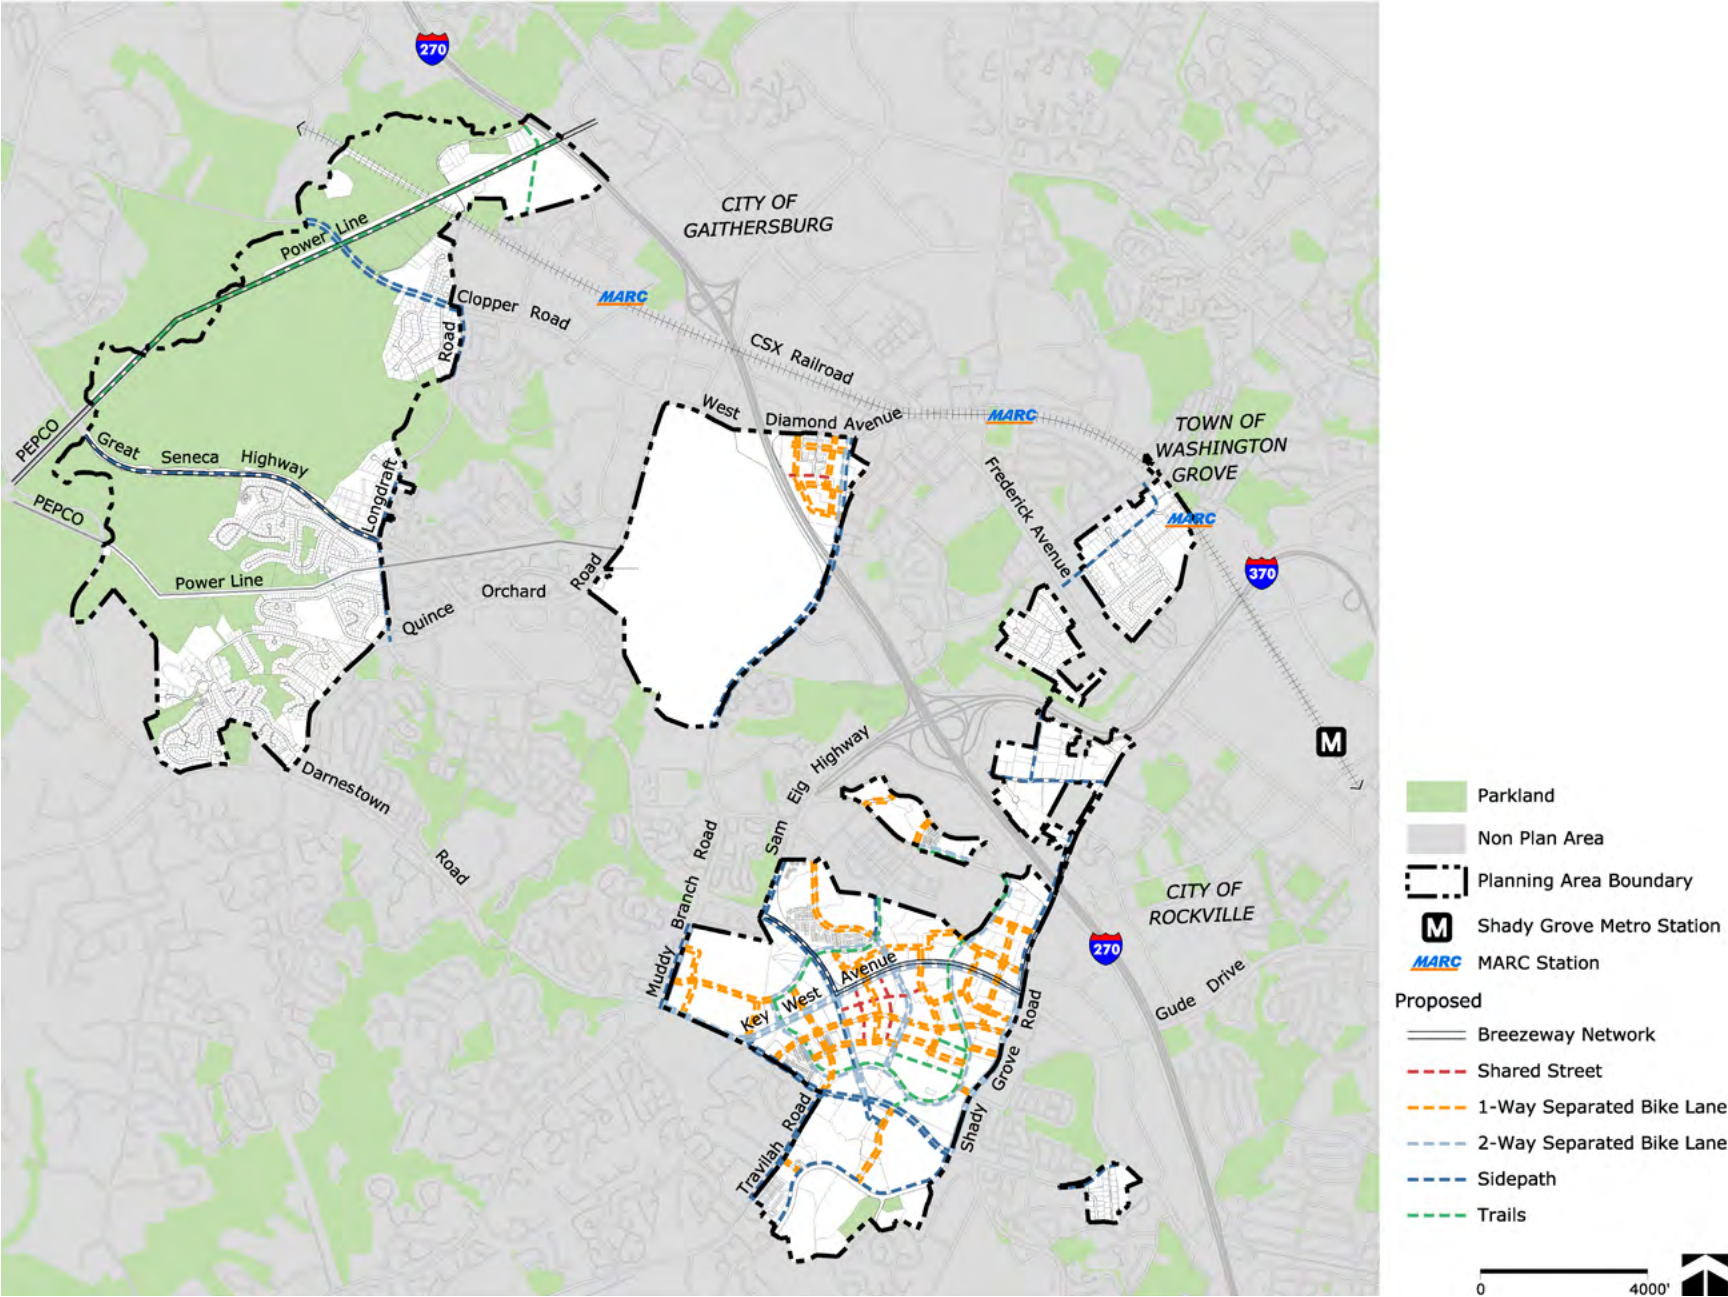 270
CITY OF
GAITHERSBURG
Power Line
MARC
Clopper Road
Road
CSX Railroad
West Diamond Avenue
MARC
TOWN OF
WASHINGTON
GROVE
PEPCO
Great Seneca Highway
Longdraft
Frederick Avenue
MARC
PEPCO
370
Power Line
Quince Orchard Road
M
Sam Eig Highway
Darnestown Road
Muddy Branch Road
CITY OF
ROCKVILLE
270
Key West Avenue
Gude Drive
Shady Grove Road
Travilah Road
Parkland
Non Plan Area
Planning Area Boundary
M Shady Grove Metro Station
MARC MARC Station
Proposed
Breezeway Network
Shared Street
1-Way Separated Bike Lane
2-Way Separated Bike Lane
Sidepath
Trails
0 4000'